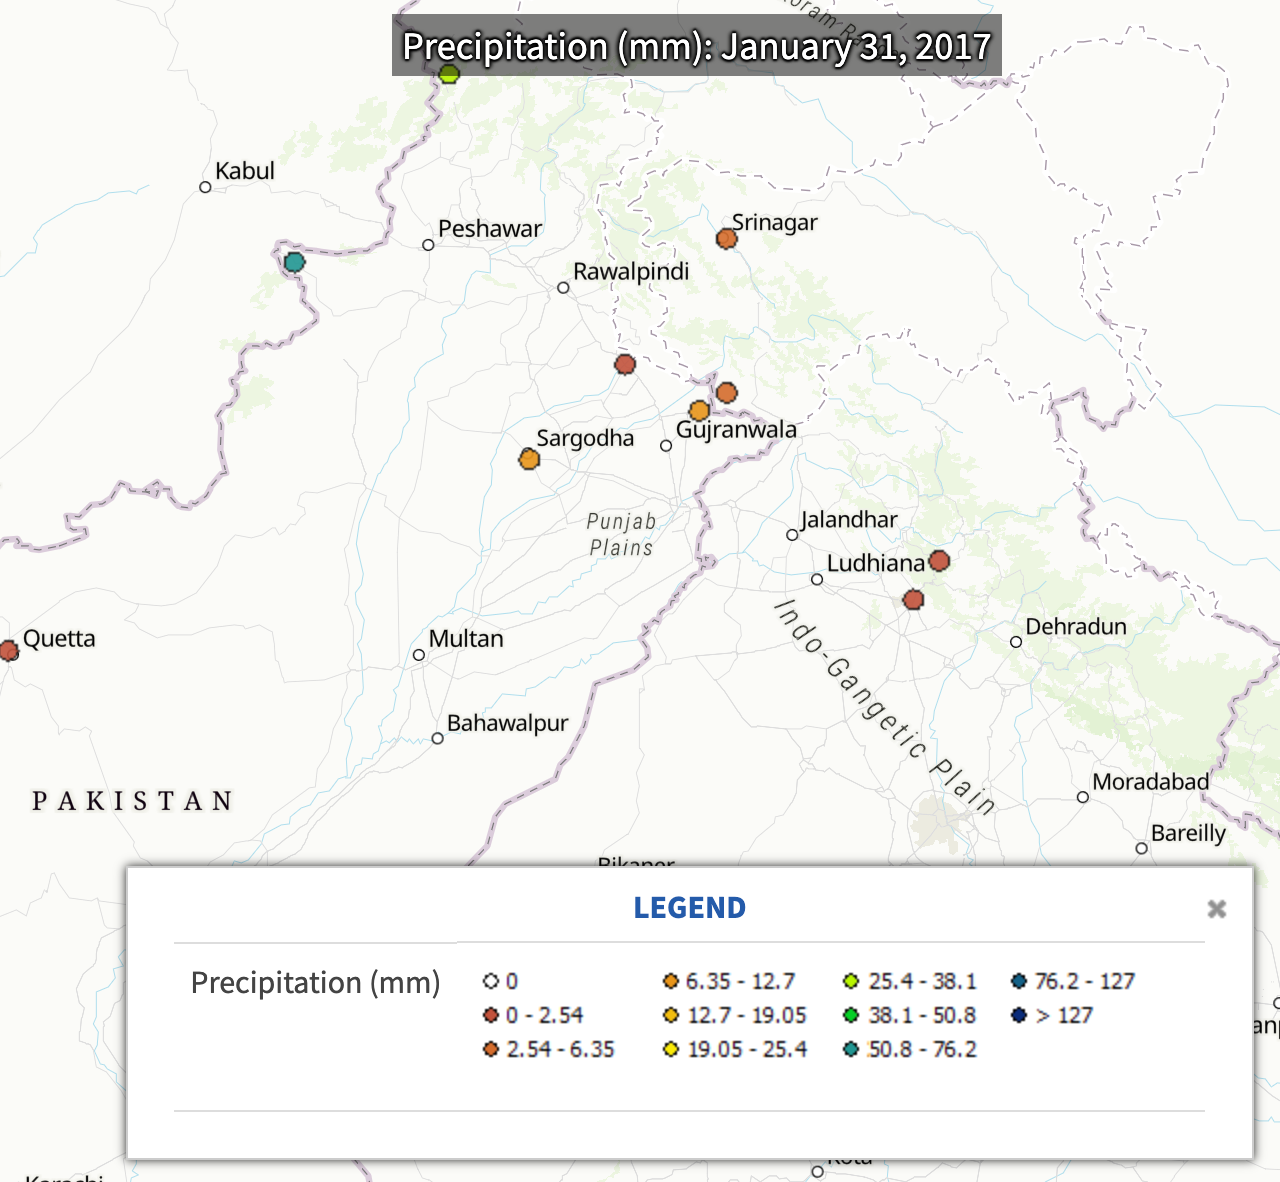 Precipitation (mm): January 31, 2017
Kabul
Peshawar
Srinagar
Rawalpindi
Gujranwala
Sargodha
Punjab
Plains
Jalandhar
Ludhiana
Indo-Gangetic Plain
Dehradun
Quetta
Multan
Bahawalpur
PAKISTAN
Moradabad
Bareilly
Bikaner
LEGEND
Precipitation (mm)
0
0 - 2.54
2.54 - 6.35
6.35 - 12.7
12.7 - 19.05
19.05 - 25.4
25.4 - 38.1
38.1 - 50.8
50.8 - 76.2
76.2 - 127
> 127
Kota
Karachi